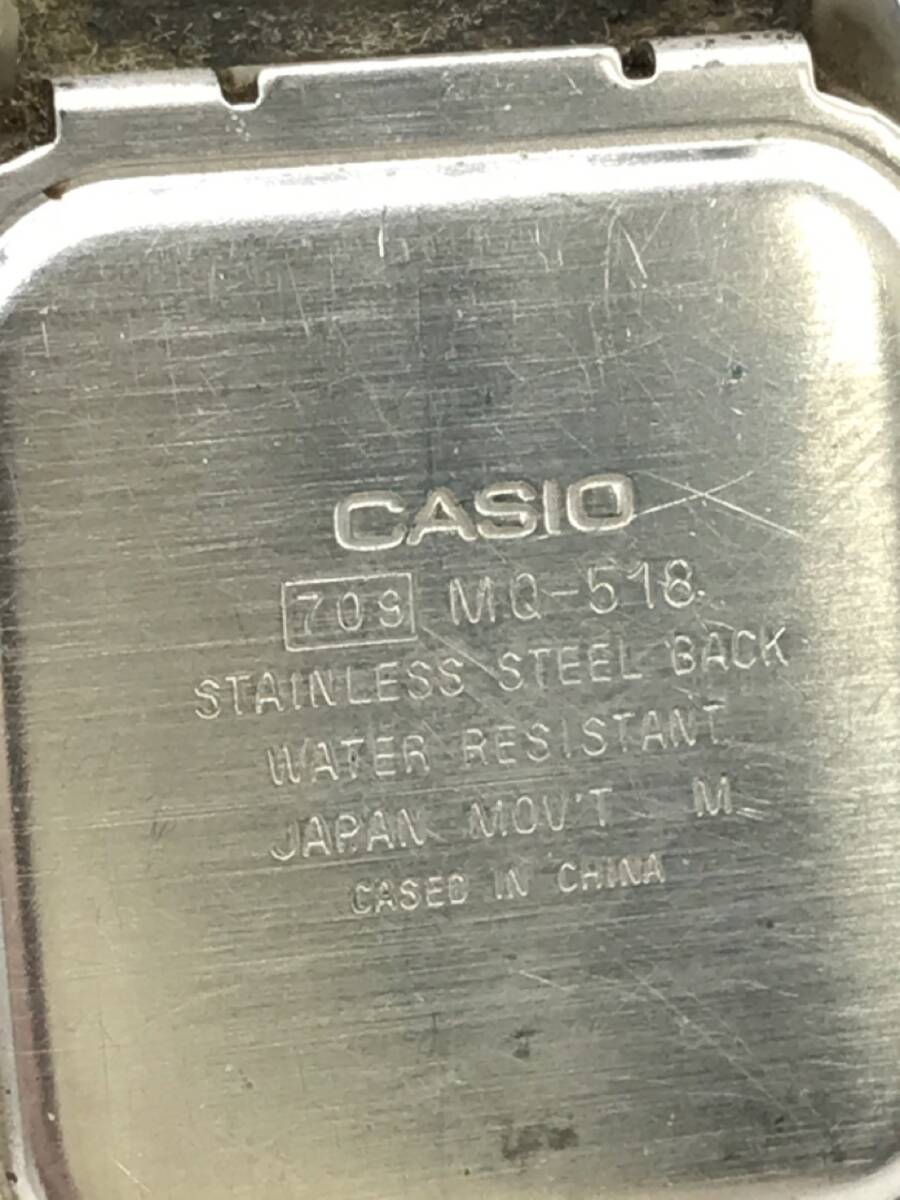 CASIO
709 MQ-518
STAINLESS STEEL BACK
WATER RESISTANT
JAPAN MOV'T M
CASED IN CHINA